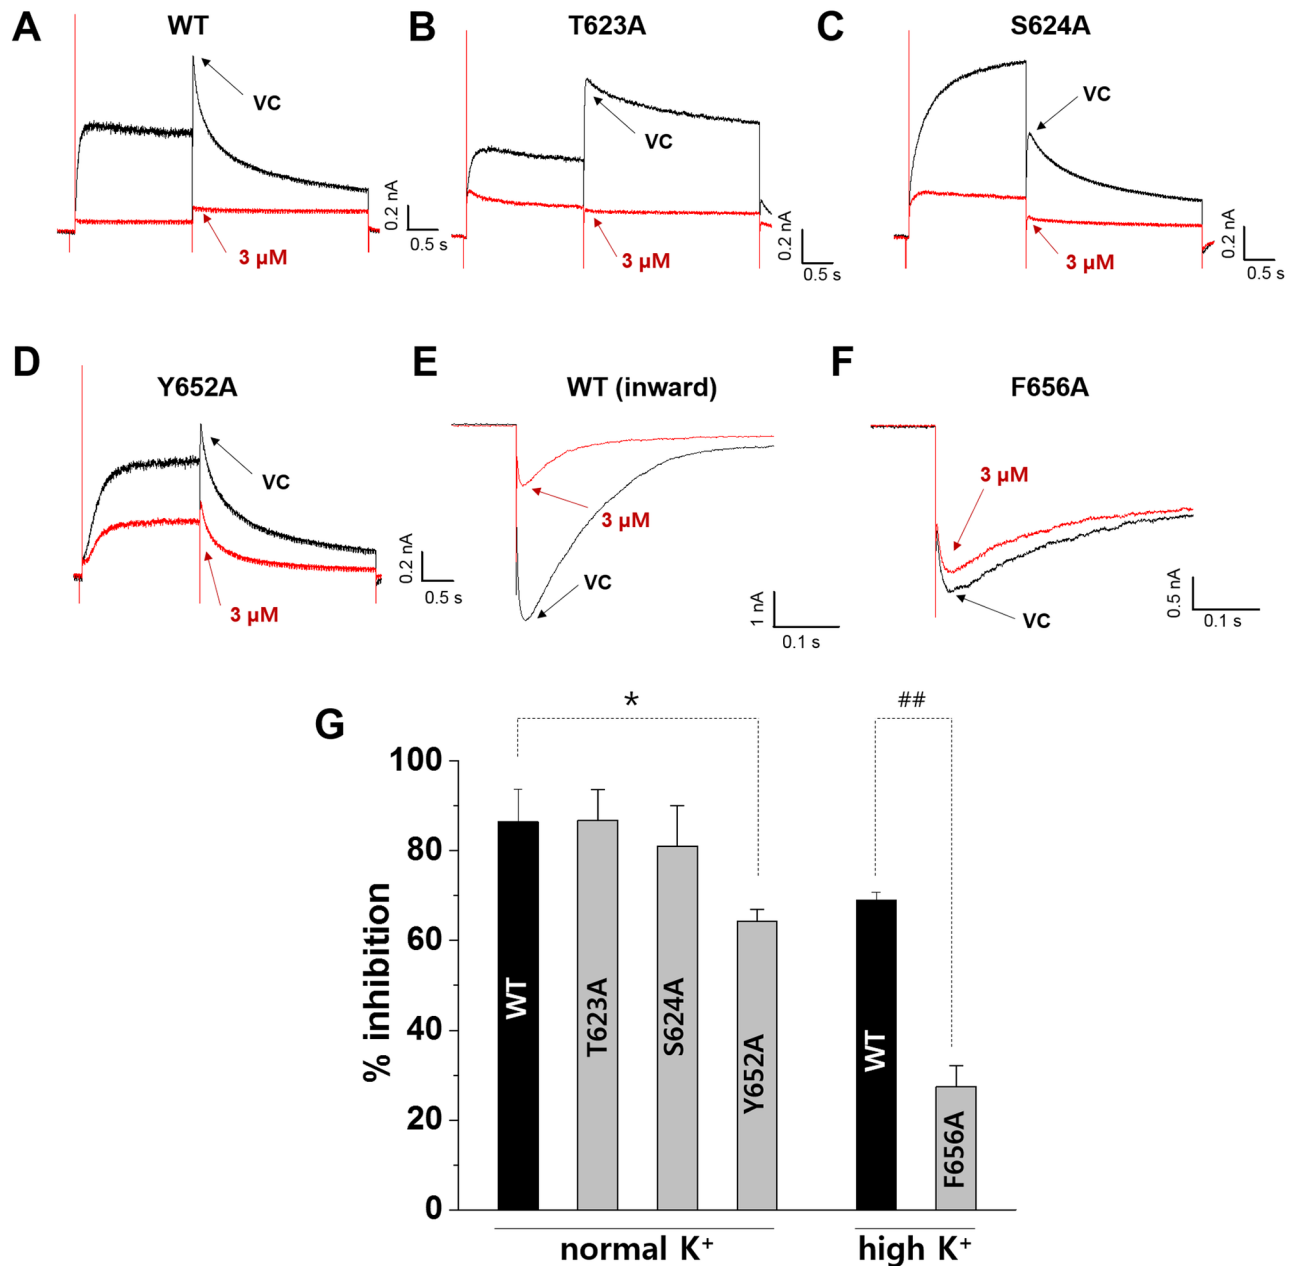 A WT
VC
3 µM
0.2 nA
0.5 s
B T623A
VC
3 µM
0.2 nA
0.5 s
C S624A
VC
3 µM
0.2 nA
0.5 s
D Y652A
VC
3 µM
0.2 nA
0.5 s
E WT (inward)
3 µM
VC
1 nA
0.1 s
F F656A
3 µM
VC
0.5 nA
0.1 s
G
* ##
% inhibition
100
80
60
40
20
0
WT
T623A
S624A
Y652A
WT
F656A
normal K⁺
high K⁺